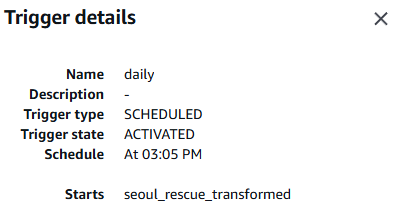 Trigger details
Name daily
Description -
Trigger type SCHEDULED
Trigger state ACTIVATED
Schedule At 03:05 PM
Starts seoul_rescue_transformed